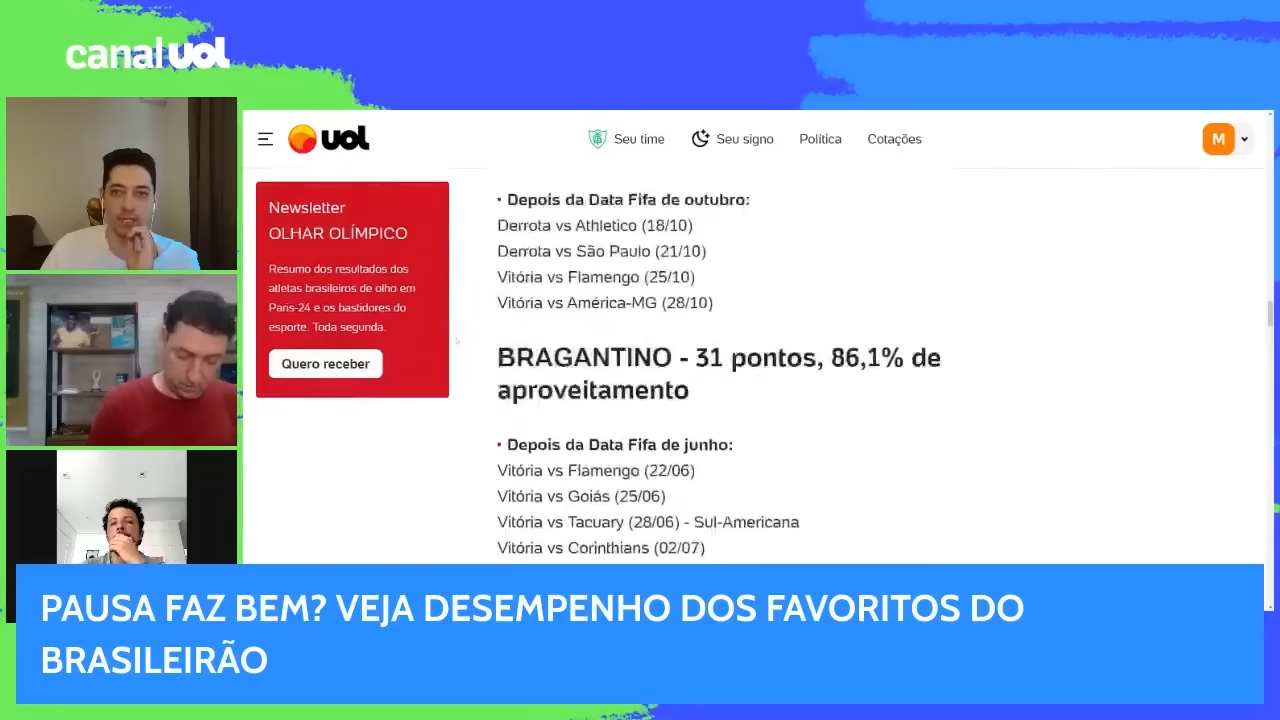 canal UOL
UOL
Seu time
Seu signo
Política
Cotações
M
Newsletter
OLHAR OLÍMPICO
Resumo dos resultados dos
atletas brasileiros de olho em
Paris-24 e os bastidores do
esporte. Toda segunda.
Quero receber
• Depois da Data Fifa de outubro:
Derrota vs Athletico (18/10)
Derrota vs São Paulo (21/10)
Vitória vs Flamengo (25/10)
Vitória vs América-MG (28/10)
BRAGANTINO - 31 pontos, 86,1% de
aproveitamento
• Depois da Data Fifa de junho:
Vitória vs Flamengo (22/06)
Vitória vs Goiás (25/06)
Vitória vs Tacuary (28/06) - Sul-Americana
Vitória vs Corinthians (02/07)
PAUSA FAZ BEM? VEJA DESEMPENHO DOS FAVORITOS DO
BRASILEIRÃO